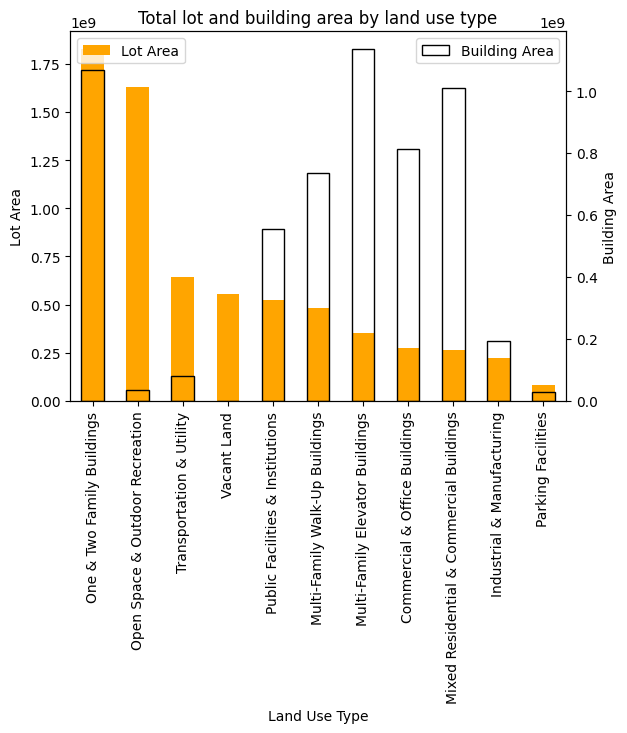 Total lot and building area by land use type
1e9
1e9
Lot Area
Building Area
1.75
1.50
1.25
1.00
0.75
0.50
0.25
0.00
Lot Area
1.0
0.8
0.6
0.4
0.2
0.0
Building Area
One & Two Family Buildings
Open Space & Outdoor Recreation
Transportation & Utility
Vacant Land
Public Facilities & Institutions
Multi-Family Walk-Up Buildings
Multi-Family Elevator Buildings
Commercial & Office Buildings
Mixed Residential & Commercial Buildings
Industrial & Manufacturing
Parking Facilities
Land Use Type